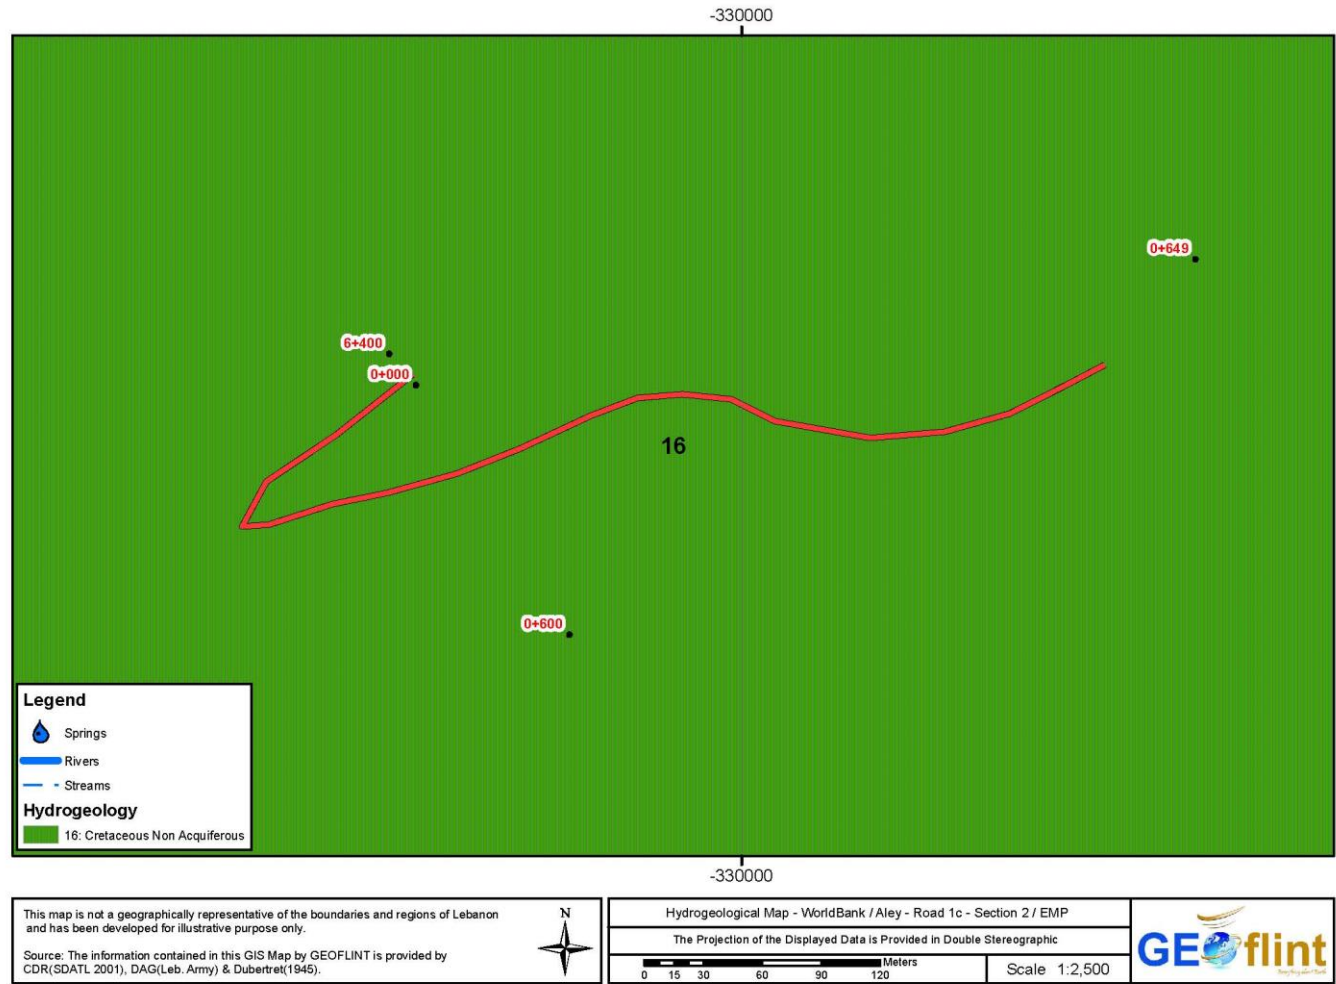 -330000
0+649
6+400
0+000
16
0+600
Legend
Springs
Rivers
Streams
Hydrogeology
16: Cretaceous Non Acquiferous
-330000
This map is not a geographically representative of the boundaries and regions of Lebanon
and has been developed for illustrative purpose only.
Source: The information contained in this GIS Map by GEOFLINT is provided by
CDR(SDATL 2001), DAG(Leb. Army) & Dubertret(1945).
N
Hydrogeological Map - WorldBank / Aley - Road 1c - Section 2 / EMP
The Projection of the Displayed Data is Provided in Double Stereographic
Meters
0 15 30 60 90 120
Scale 1:2,500
GEOflint